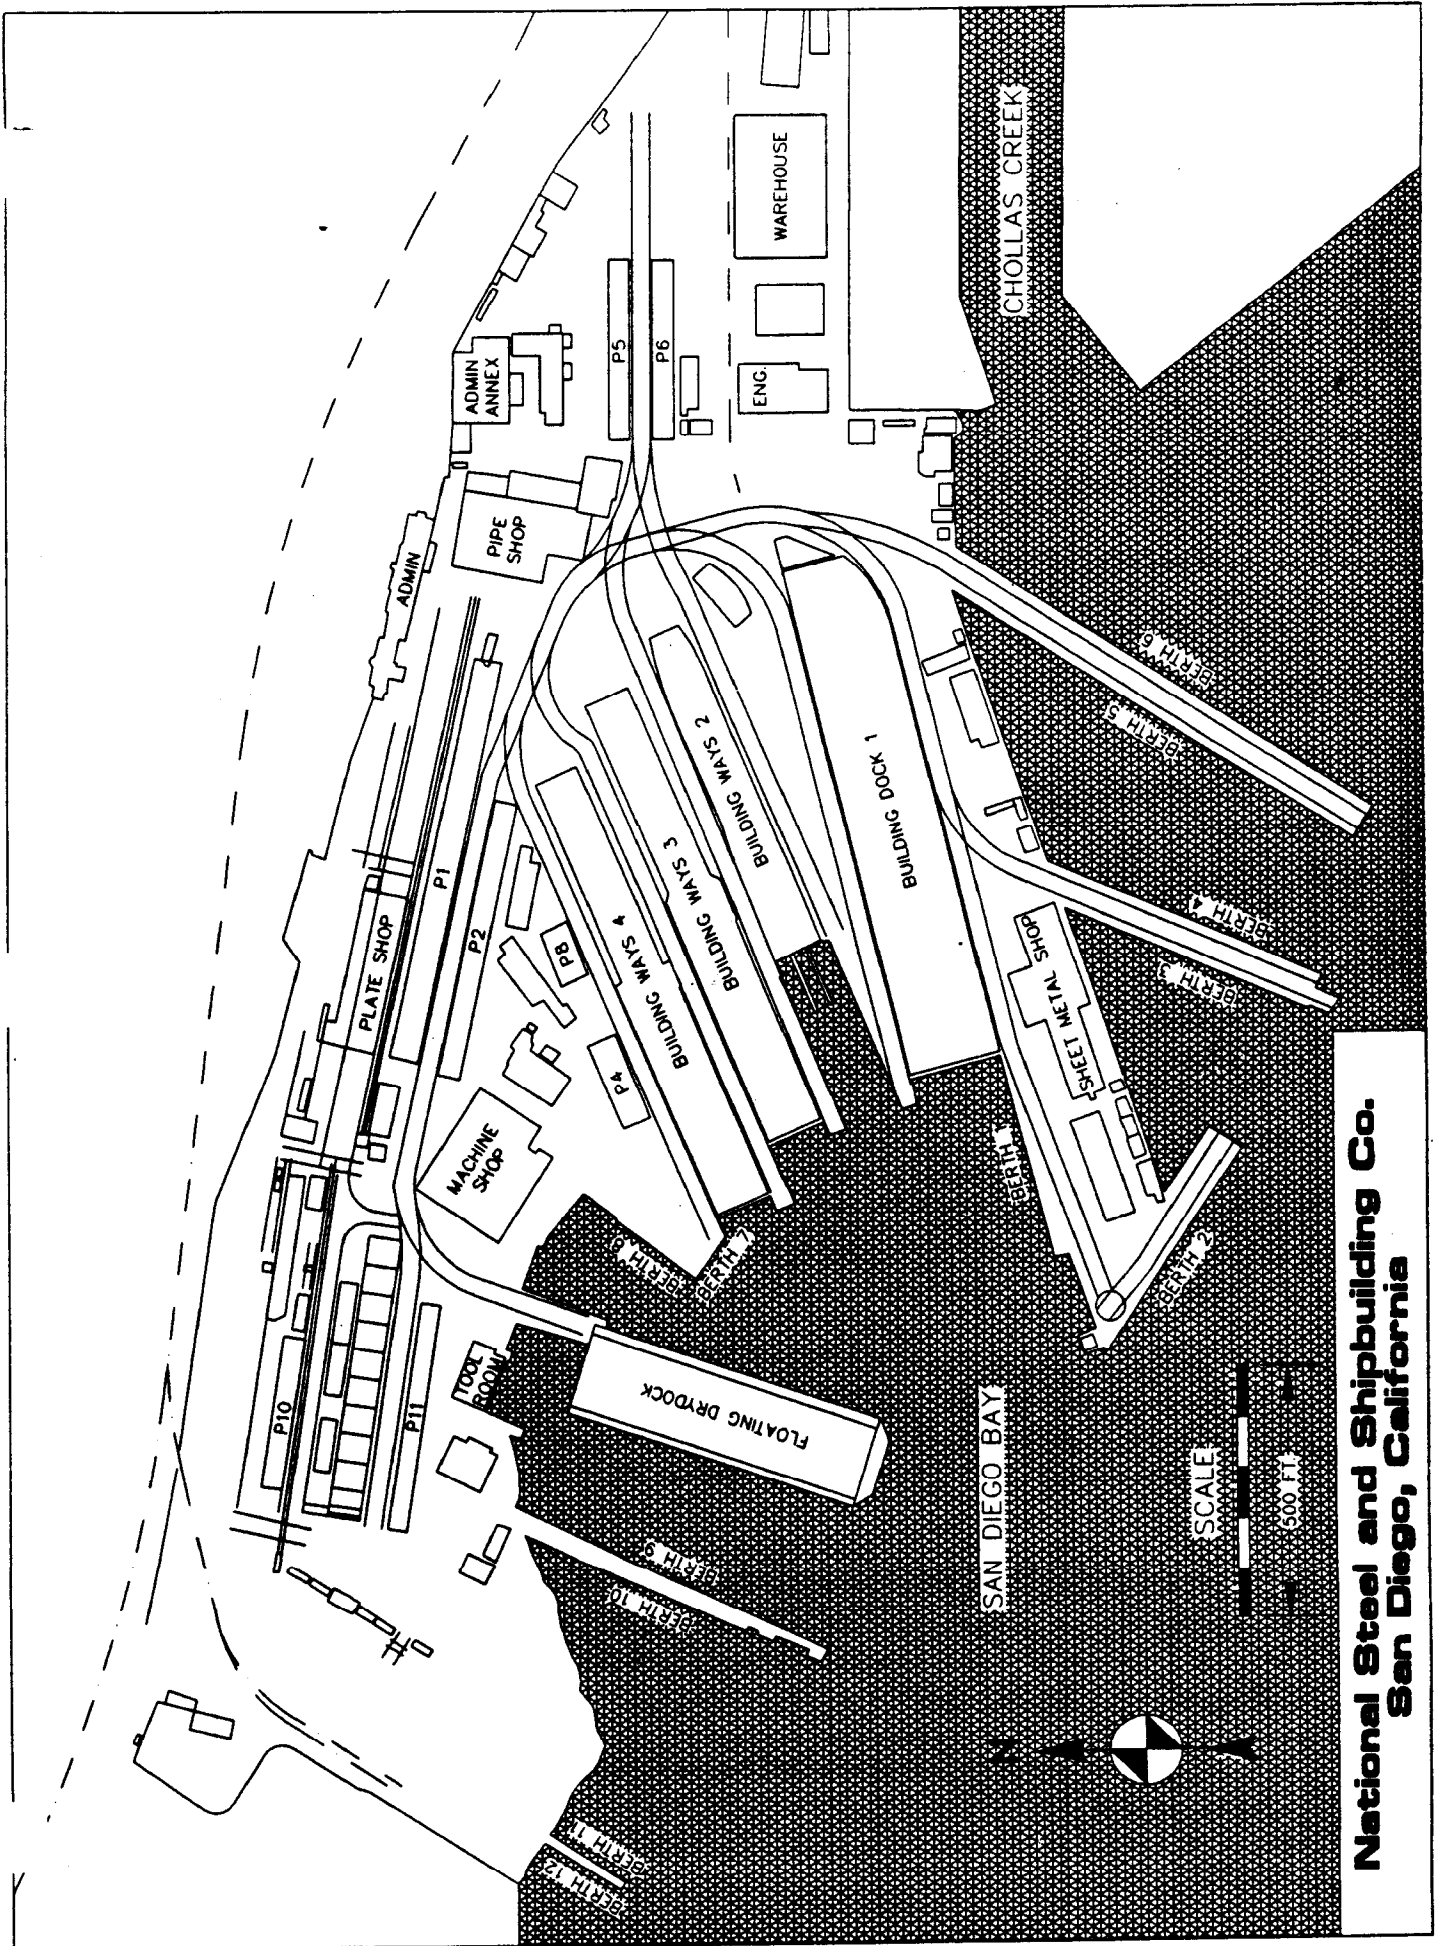 CHOLLAS CREEK
WAREHOUSE
P5
P6
ENG.
ADMIN
ANNEX
PIPE
SHOP
ADMIN
BERTH 6
BERTH 5
BUILDING WAYS 2
BUILDING DOCK 1
BUILDING WAYS 3
BUILDING WAYS 4
P1
P2
PLATE SHOP
P8
P4
BERTH 4
BERTH 3
SHEET METAL SHOP
MACHINE
SHOP
BERTH 1
BERTH 2
BERTH 8
BERTH 7
TOOL
ROOM
FLOATING DRYDOCK
P10
P11
BERTH 9
BERTH 10
SAN DIEGO BAY
SCALE
500 FT.
N
BERTH 11
BERTH 12
National Steel and Shipbuilding Co.
San Diego, California